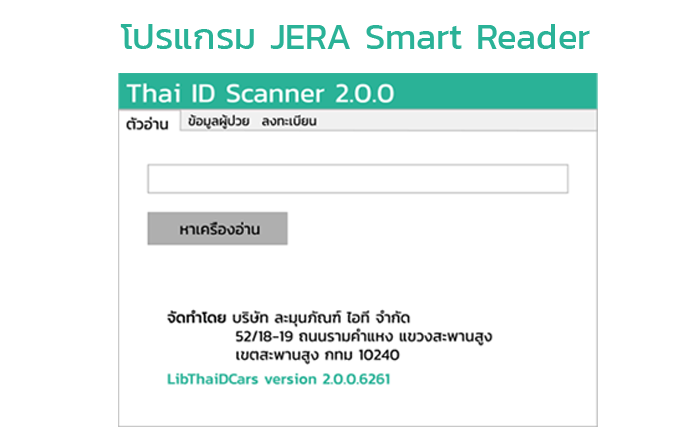 โปรแกรม JERA Smart Reader
Thai ID Scanner 2.0.0
ตัวอ่าน ข้อมูลผู้ป่วย ลงทะเบียน
หาเครืองอ่าน
จัดทำโดย บริษัท ละมุนภัณฑ์ ไอที จำกัด
52/18-19 ถนนรามคำแหง แขวงสะพานสูง
เขตสะพานสูง กทม 10240
LibThaiDCars version 2.0.0.6261